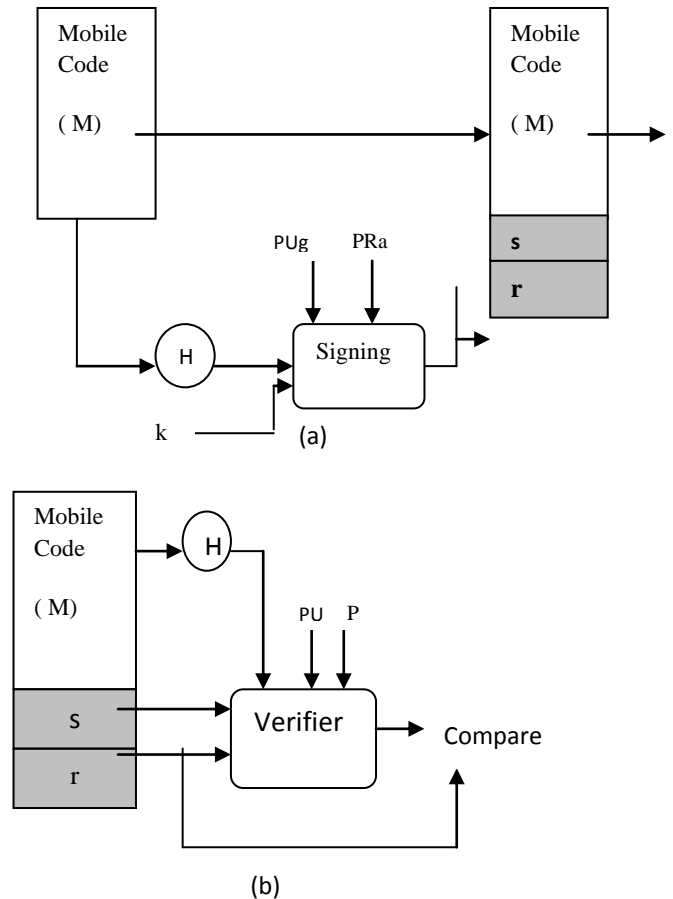 Mobile
Code
( M)
Mobile
Code
( M)
s
r
PUg PRa
H
Signing
k
(a)
Mobile
Code
( M)
H
PU P
s
r
Verifier
Compare
(b)